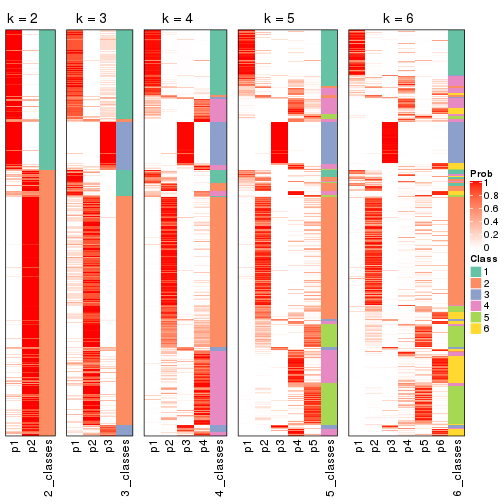 k = 2
k = 3
k = 4
k = 5
k = 6
Prob
1
0.8
0.6
0.4
0.2
0
Class
1
2
3
4
5
6
p1
p2
2_classes
p1
p2
p3
3_classes
p1
p2
p3
p4
4_classes
p1
p2
p3
p4
p5
5_classes
p1
p2
p3
p4
p5
p6
6_classes